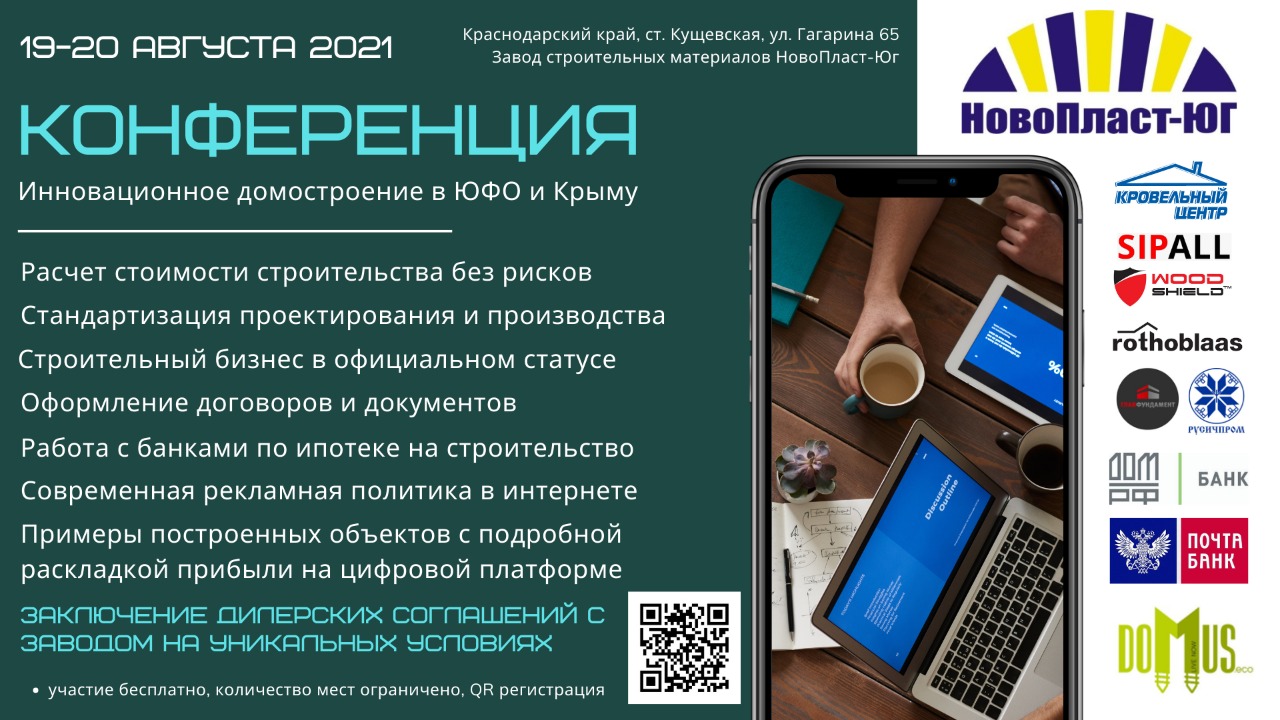 19-20 АВГУСТА 2021
Краснодарский край, ст. Кущевская, ул. Гагарина 65
Завод строительных материалов НовоПласт-Юг
КОНФЕРЕНЦИЯ
Инновационное домостроение в ЮФО и Крыму
Расчет стоимости строительства без рисков
Стандартизация проектирования и производства
Строительный бизнес в официальном статусе
Оформление договоров и документов
Работа с банками по ипотеке на строительство
Современная рекламная политика в интернете
Примеры построенных объектов с подробной
раскладкой прибыли на цифровой платформе
ЗАКЛЮЧЕНИЕ ДИЛЕРСКИХ СОГЛАШЕНИЙ С
ЗАВОДОМ НА УНИКАЛЬНЫХ УСЛОВИЯХ
• участие бесплатно, количество мест ограничено, QR регистрация
%
Discussion
Outline
НовоПласт-ЮГ
КРОВЕЛЬНЫЙ
ЦЕНТР
SIPALL
WOOD
SHIELD™
rothoblaas
РУСИЧПРОМ
ДОМ
РФ
БАНК
ПОЧТА
БАНК
DOMUS
LIVE NOW
eco